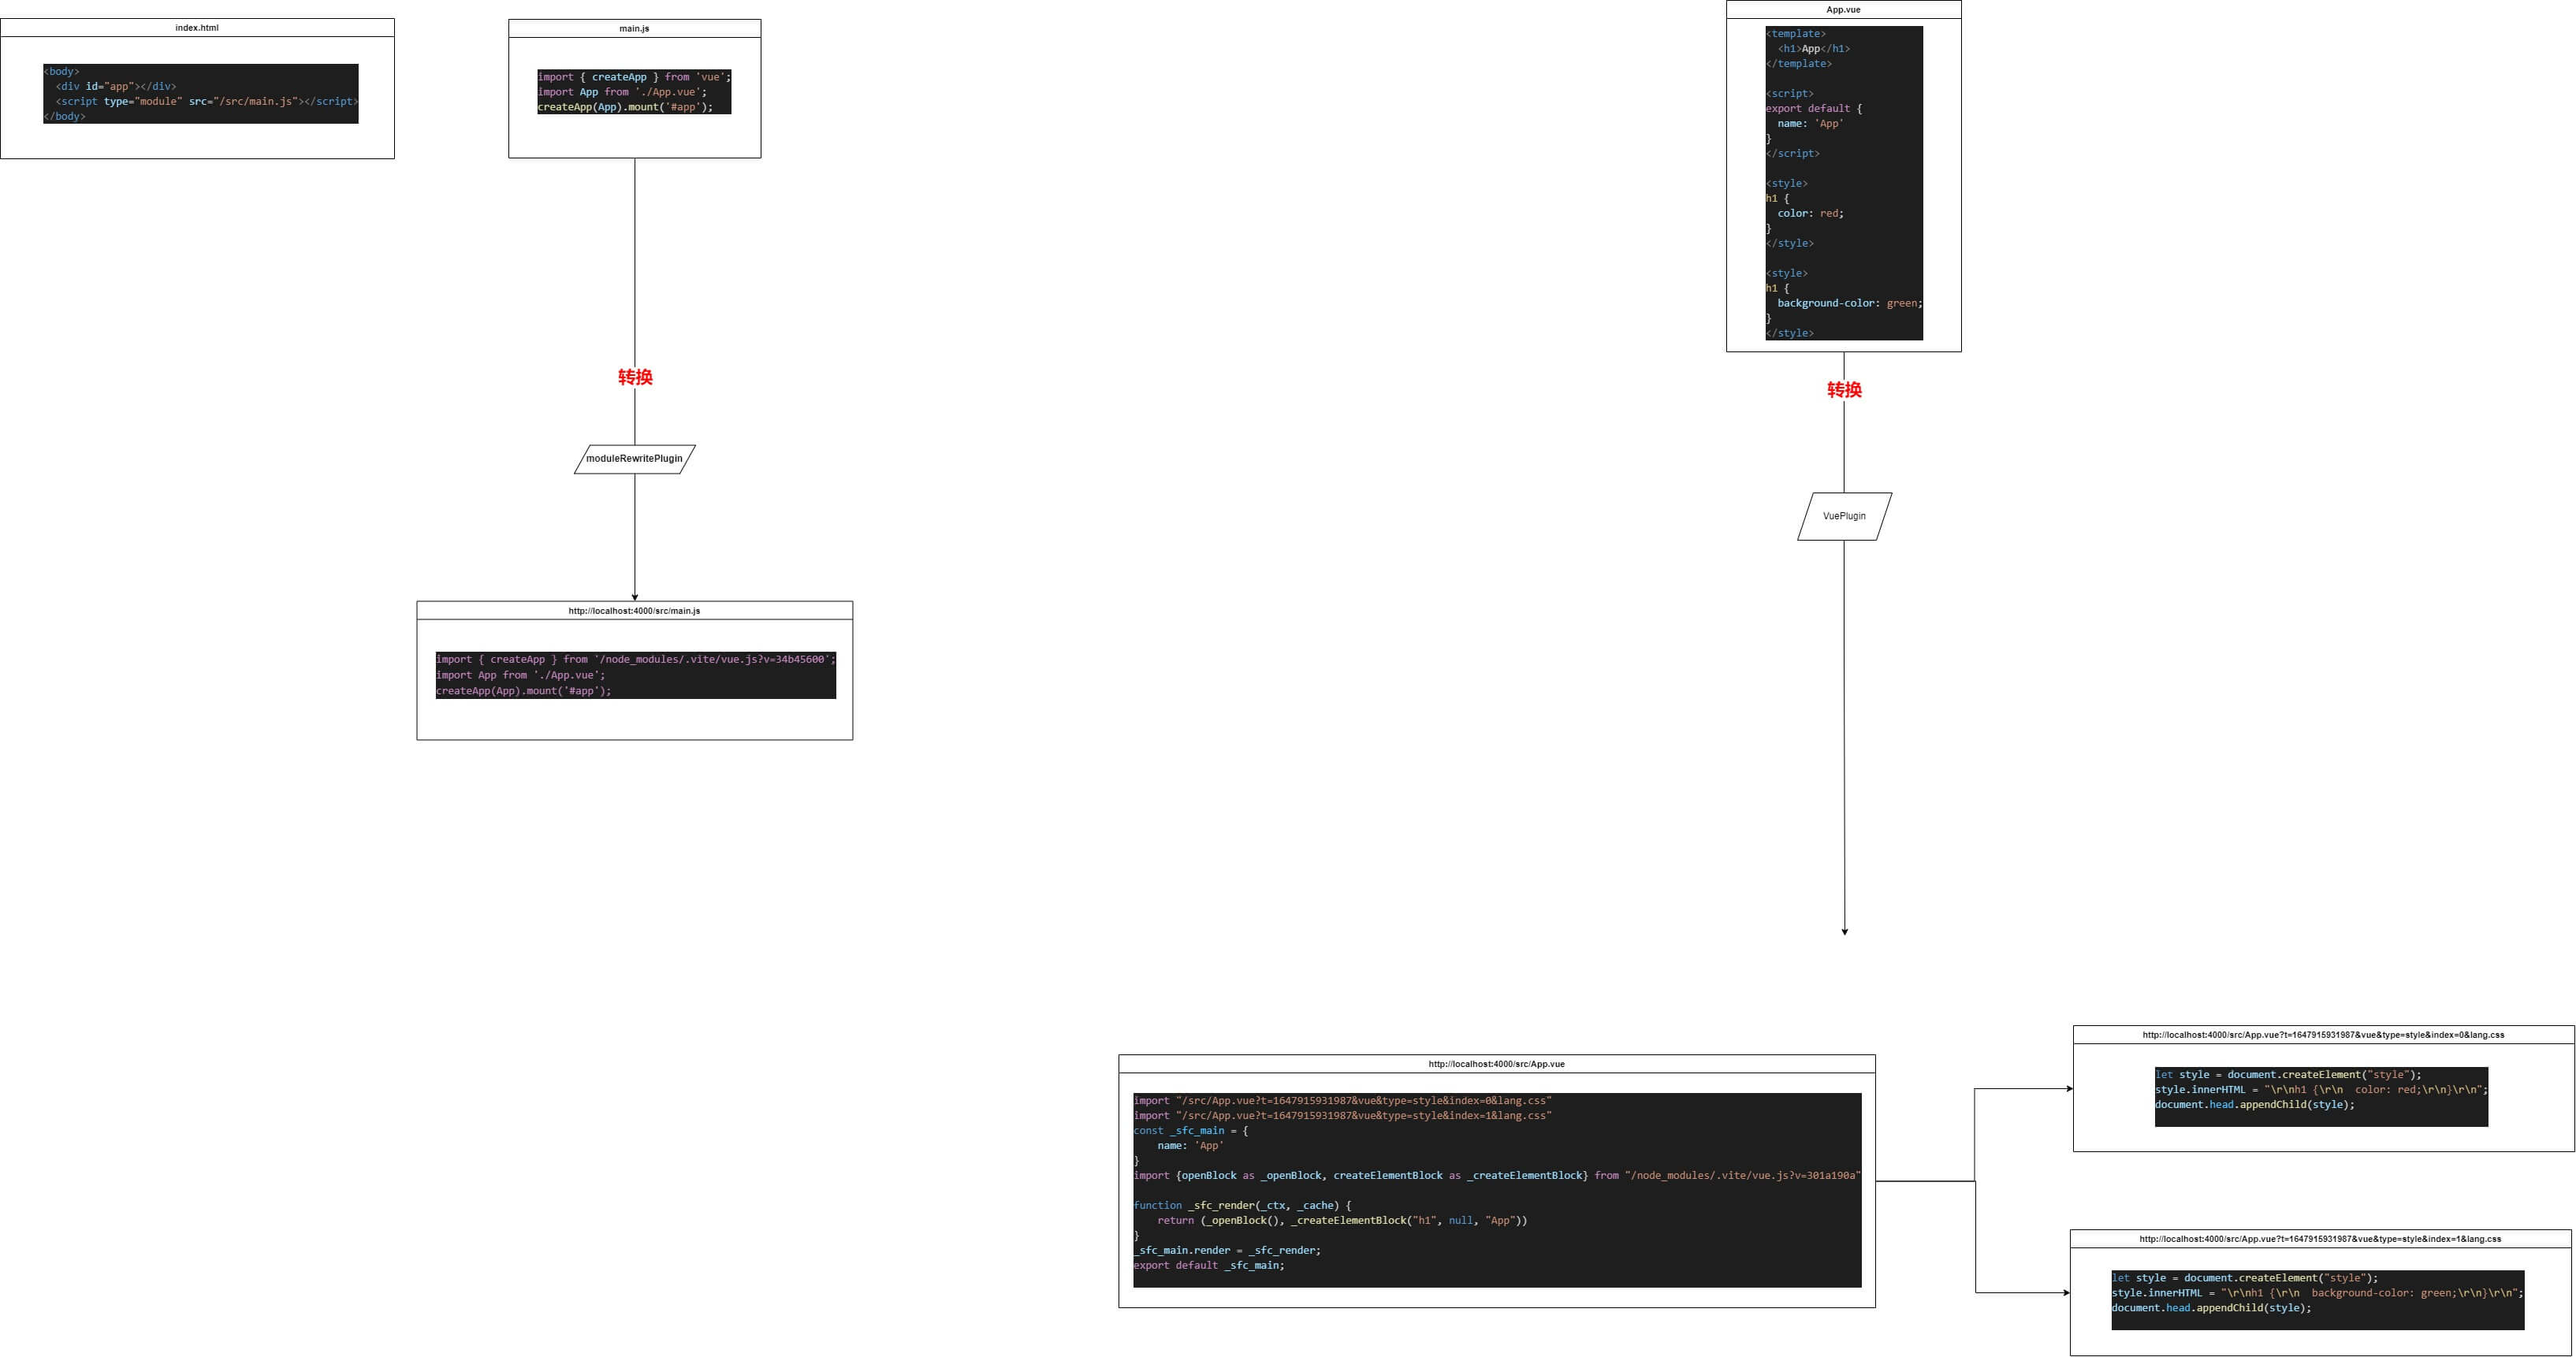 index.html
<body>
  <div id="app"></div>
  <script type="module" src="/src/main.js"></script>
</body>
main.js
import { createApp } from 'vue';
import App from './App.vue';
createApp(App).mount('#app');
转换
moduleRewritePlugin
http://localhost:4000/src/main.js
import { createApp } from '/node_modules/.vite/vue.js?v=34b45600';
import App from './App.vue';
createApp(App).mount('#app');
App.vue
<template>
  <h1>App</h1>
</template>
<script>
export default {
  name: 'App'
}
</script>
<style>
h1 {
  color: red;
}
</style>
<style>
h1 {
  background-color: green;
}
</style>
转换
VuePlugin
http://localhost:4000/src/App.vue
import "/src/App.vue?t=1647915931987&vue&type=style&index=0&lang.css"
import "/src/App.vue?t=1647915931987&vue&type=style&index=1&lang.css"
const _sfc_main = {
    name: 'App'
}
import {openBlock as _openBlock, createElementBlock as _createElementBlock} from "/node_modules/.vite/vue.js?v=301a190a"
function _sfc_render(_ctx, _cache) {
    return (_openBlock(), _createElementBlock("h1", null, "App"))
}
_sfc_main.render = _sfc_render;
export default _sfc_main;
http://localhost:4000/src/App.vue?t=1647915931987&vue&type=style&index=0&lang.css
let style = document.createElement("style");
style.innerHTML = "\r\nh1 {\r\n  color: red;\r\n}\r\n";
document.head.appendChild(style);
http://localhost:4000/src/App.vue?t=1647915931987&vue&type=style&index=1&lang.css
let style = document.createElement("style");
style.innerHTML = "\r\nh1 {\r\n  background-color: green;\r\n}\r\n";
document.head.appendChild(style);